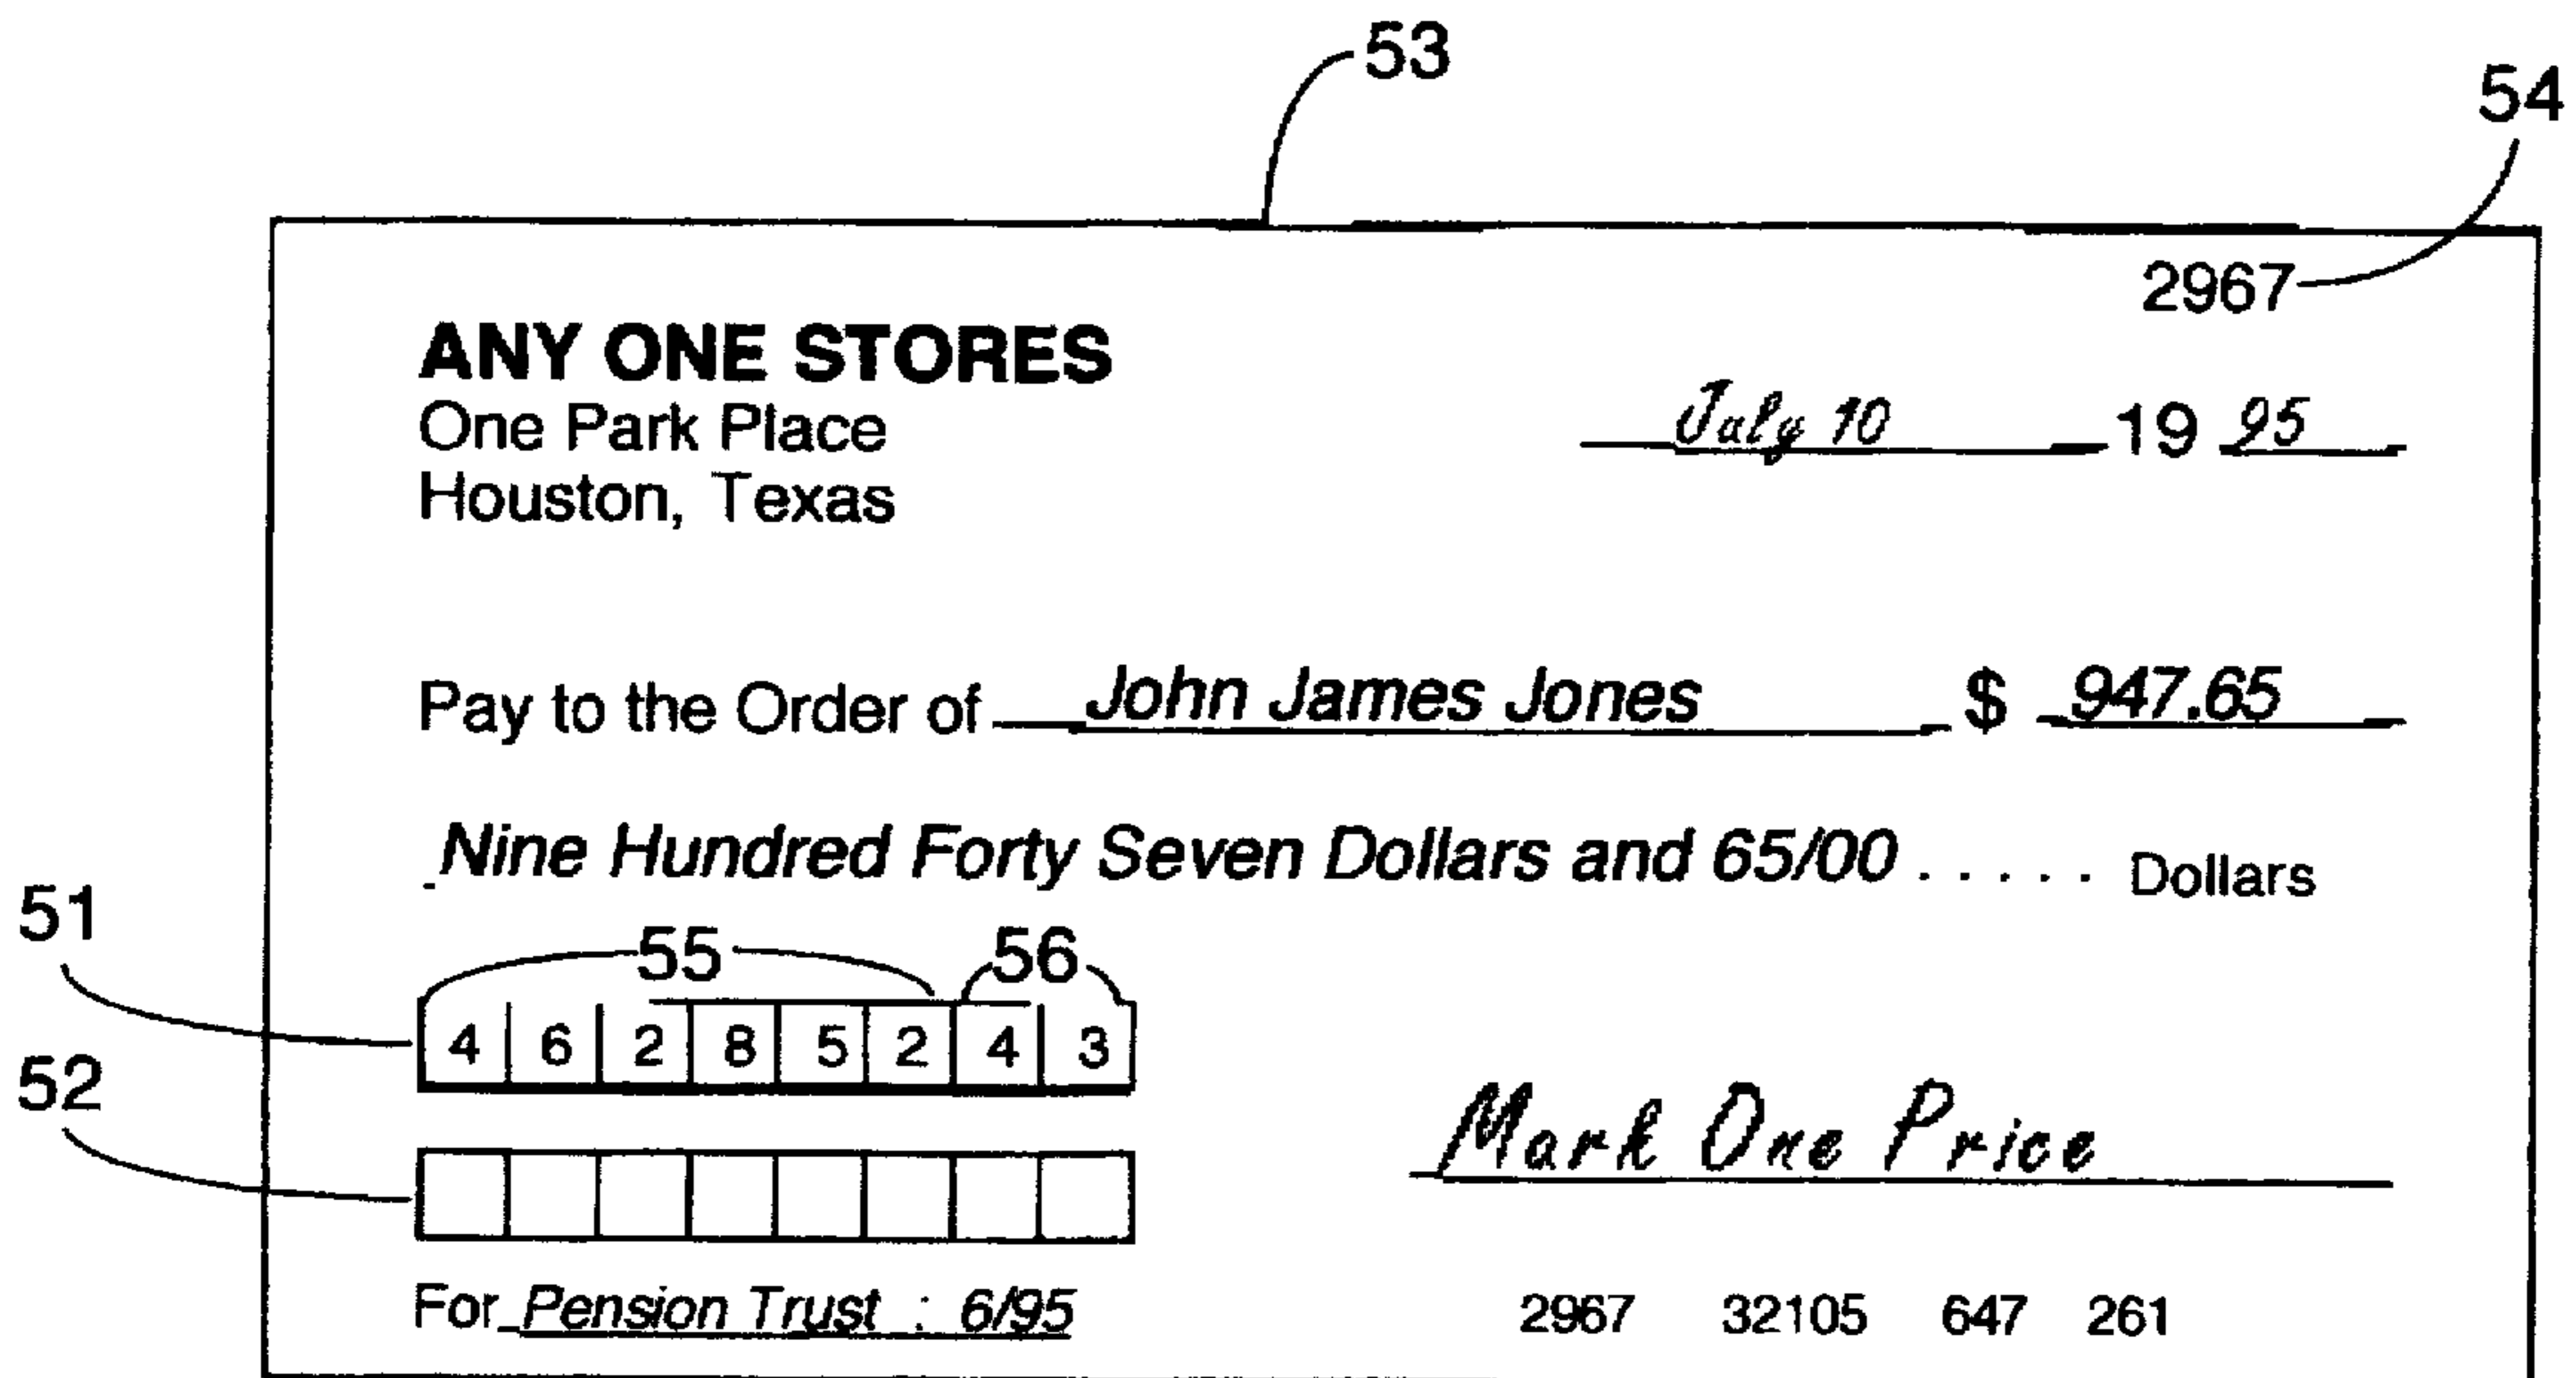 53
54
2967
ANY ONE STORES
One Park Place
July 10 19 95
Houston, Texas
Pay to the Order of John James Jones $ 947.65
Nine Hundred Forty Seven Dollars and 65/00 ..... Dollars
51
55 56
4 6 2 8 5 2 4 3
52
Mark One Price
For Pension Trust : 6/95
2967 32105 647 261